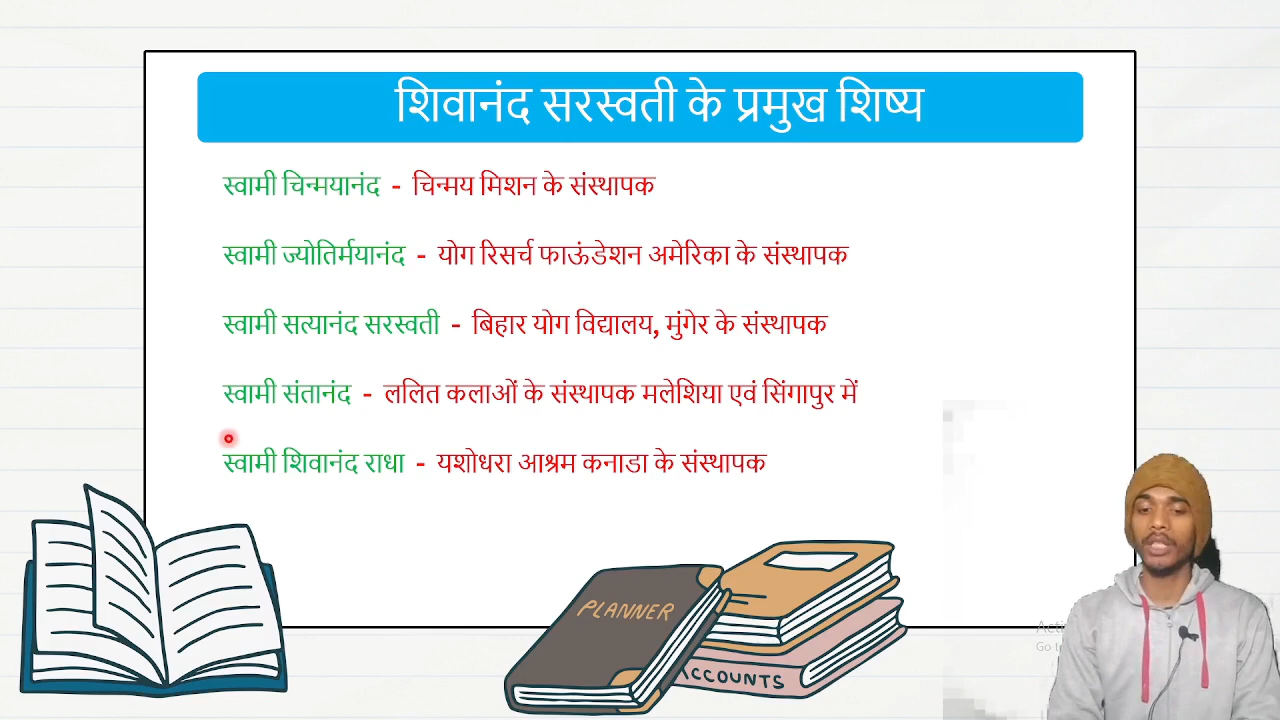 शिवानंद सरस्वती के प्रमुख शिष्य
स्वामी चिन्मयानंद - चिन्मय मिशन के संस्थापक
स्वामी ज्योतिर्मयानंद - योग रिसर्च फाऊंडेशन अमेरिका के संस्थापक
स्वामी सत्यानंद सरस्वती - बिहार योग विद्यालय, मुंगेर के संस्थापक
स्वामी संतानंद - ललित कलाओं के संस्थापक मलेशिया एवं सिंगापुर में
स्वामी शिवानंद राधा - यशोधरा आश्रम कनाडा के संस्थापक
PLANNER
ACCOUNTS
Go t